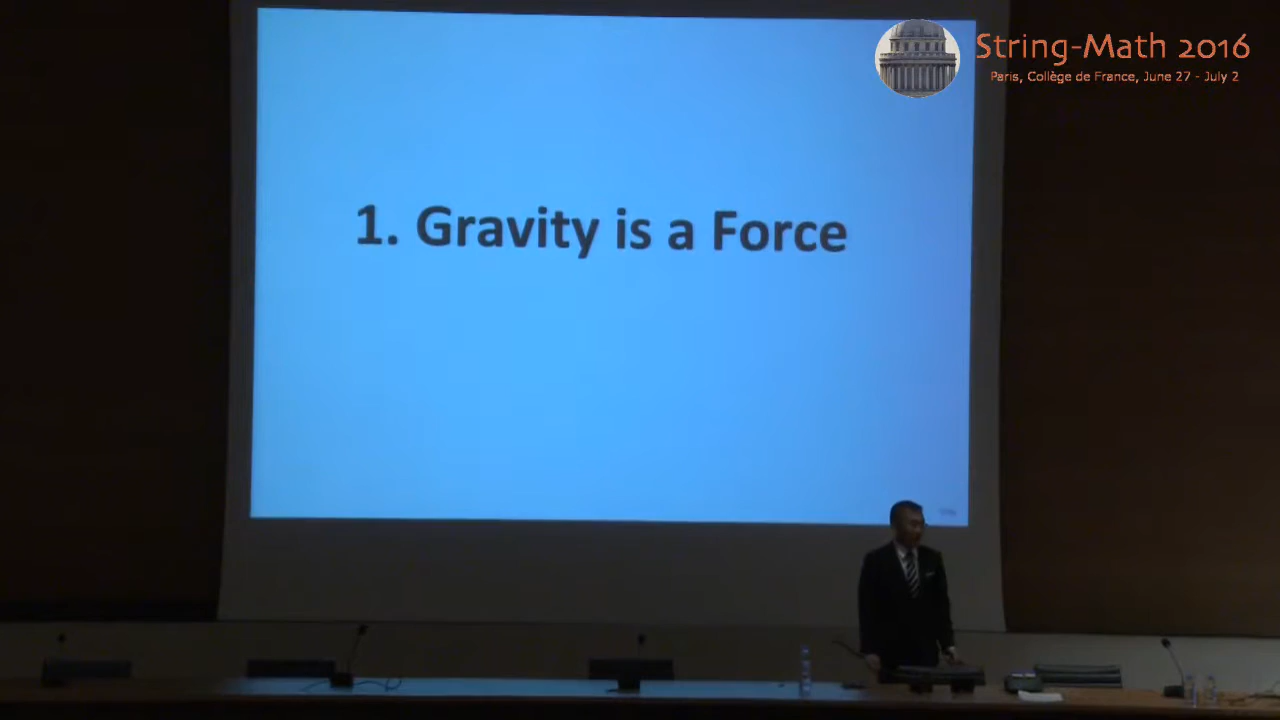 String-Math 2016
Paris, Collège de France, June 27 - July 2
1. Gravity is a Force